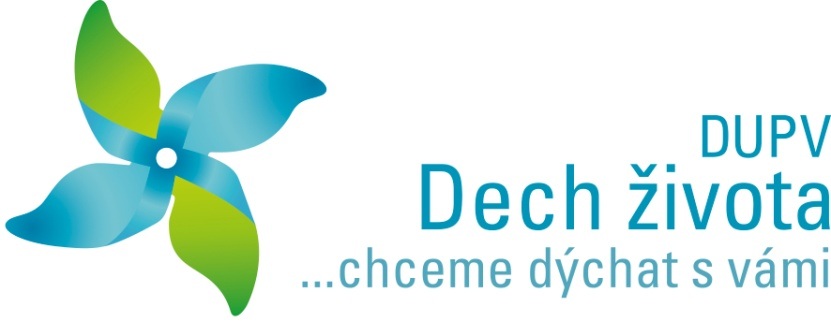 DUPV
Dech života
...chceme dýchat s vámi